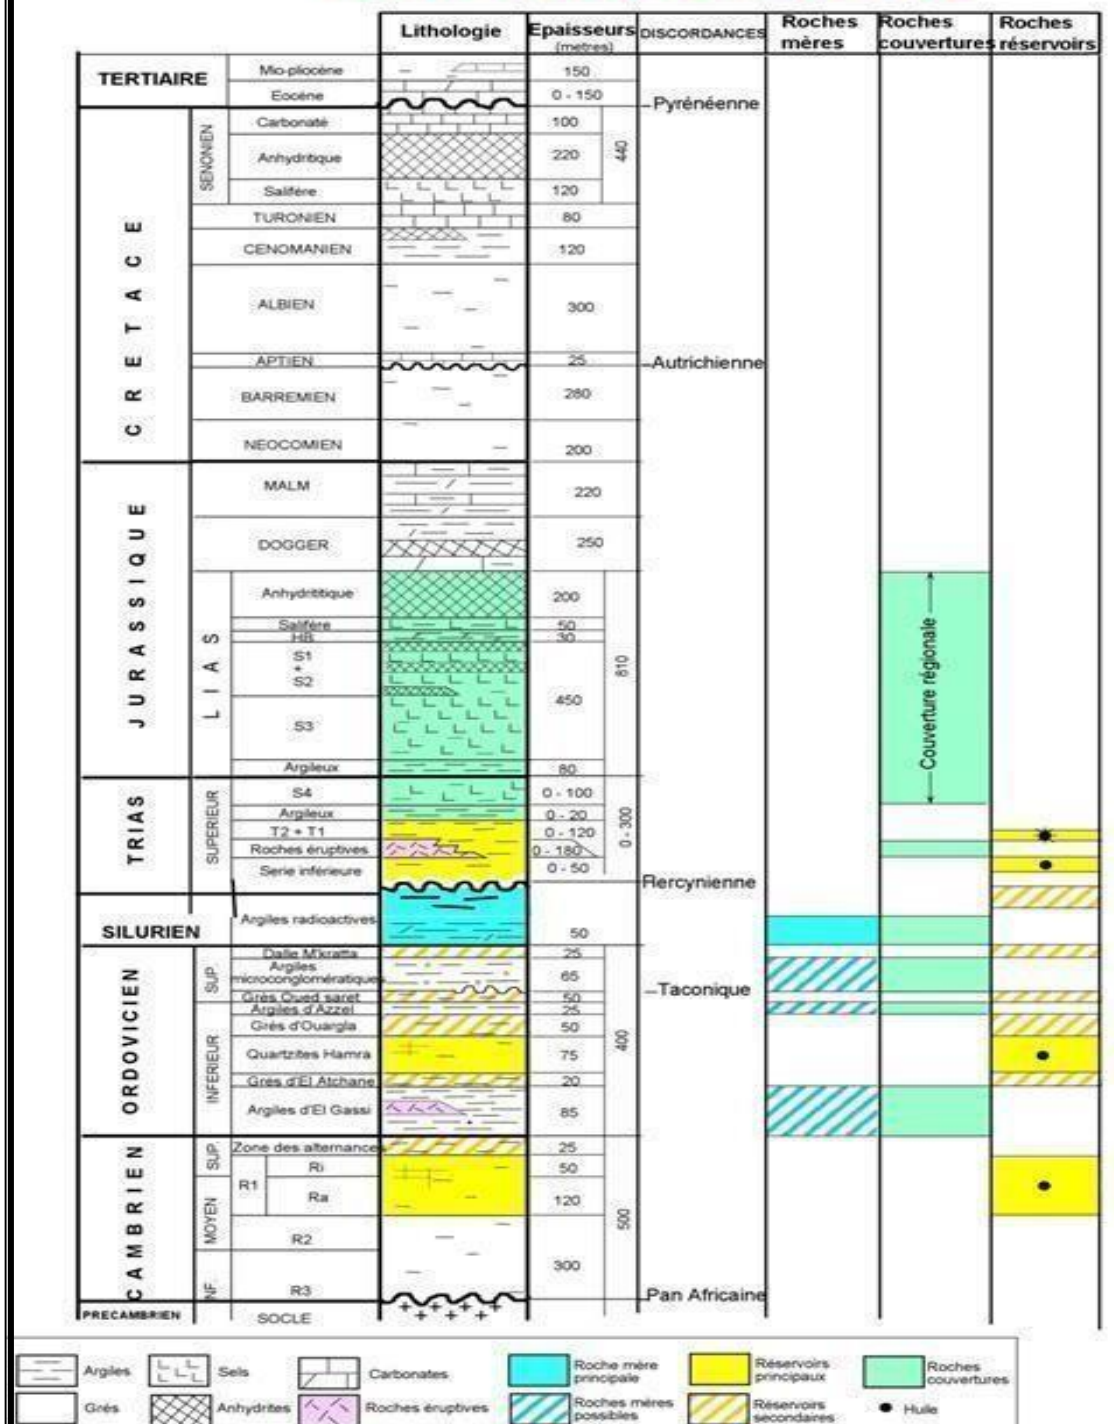 Lithologie Epaisseurs DISCORDANCES Roches Roches Roches
(metres) mères couvertures réservoirs
TERTIAIRE Mio-pliocène 150
Eocène 0 - 150
Pyrénéenne
CRETACE SENONIEN Carbonaté 100
Anhydritique 220 440
Salifère 120
TURONIEN 80
CENOMANIEN 120
ALBIEN 300
APTIEN 25 Autrichienne
BARREMIEN 280
NEOCOMIEN 200
JURASSIQUE MALM 220
DOGGER 250
LIAS Anhydrititique 200
Salifère 50
HB 30
S1 810
+
S2
450
S3
Couverture régionale
Argileux 80
TRIAS SUPERIEUR S4 0 - 100
Argileux 0 - 20 0 - 300
T2 + T1 0 - 120
Roches éruptives 0 - 180
Serie inférieure 0 - 50
Hercynienne
SILURIEN Argiles radioactives 50
ORDOVICIEN SUP. Dalle M'kratta 25
Argiles
microconglomératiques 65
Taconique
Grès Oued saret 50
Argiles d'Azzel 25
INFERIEUR Grès d'Ouargla 50
400
Quartzites Hamra 75
Grès d'El Atchane 20
Argiles d'El Gassi 85
CAMBRIEN SUP. Zone des alternances 25
Ri 50
R1
MOYEN Ra 120
500
R2
300
NF. R3 Pan Africaine
PRECAMBRIEN SOCLE
Argiles Sels Carbonates Roche mère principale Réservoirs principaux Roches couvertures
Grés Anhydrites Roches éruptives Roches mères possibles Réservoirs secondaires Huile